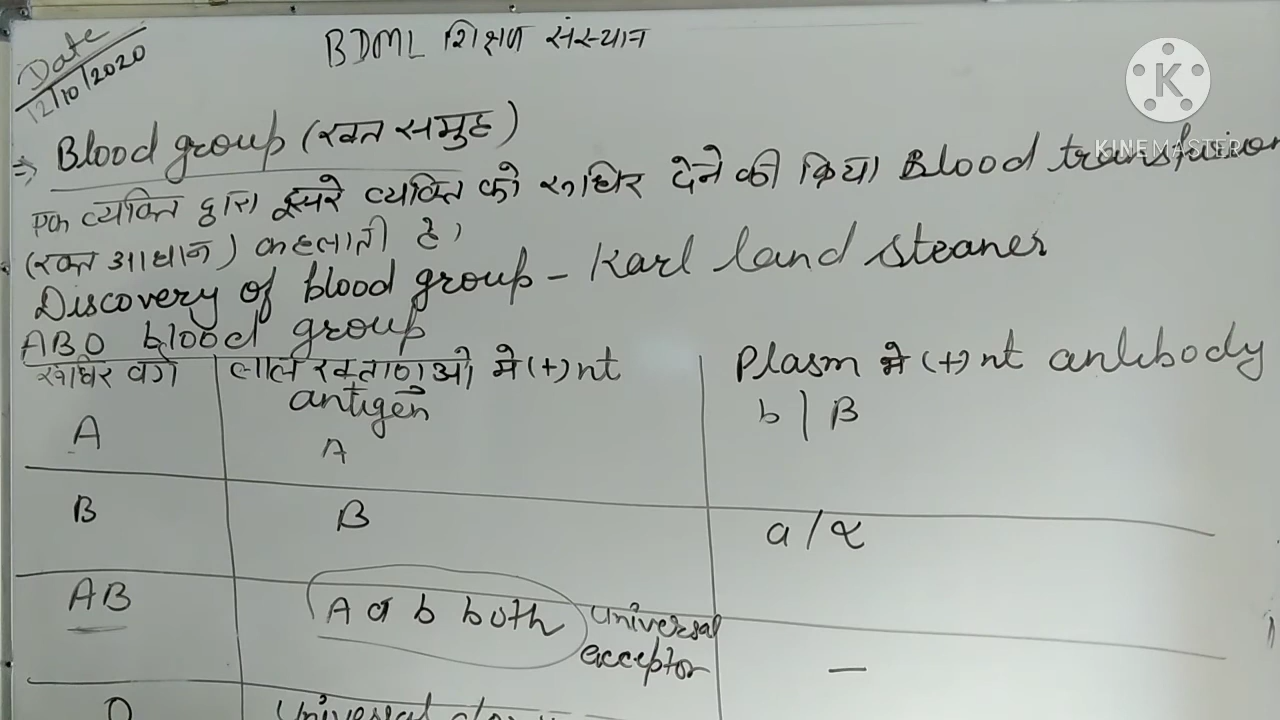 Date
12/10/2020
BDML शिक्षण संस्थान
K
KINEMASTER
⇒ Blood group (रक्त समुह)
एक व्यक्ति द्वारा दूसरे व्यक्ति को रुधिर देने की क्रिया Blood transfusion
(रक्त आधान) कहलाती है।
Discovery of blood group - Karl land steaner
ABO blood group
रुधिर वर्ग लाल रक्ताणुओ मे (+)nt antigen Plasm मे (+)nt antibody
A A b | β
B B a / α
AB A व b both universal acceptor —
O Universal